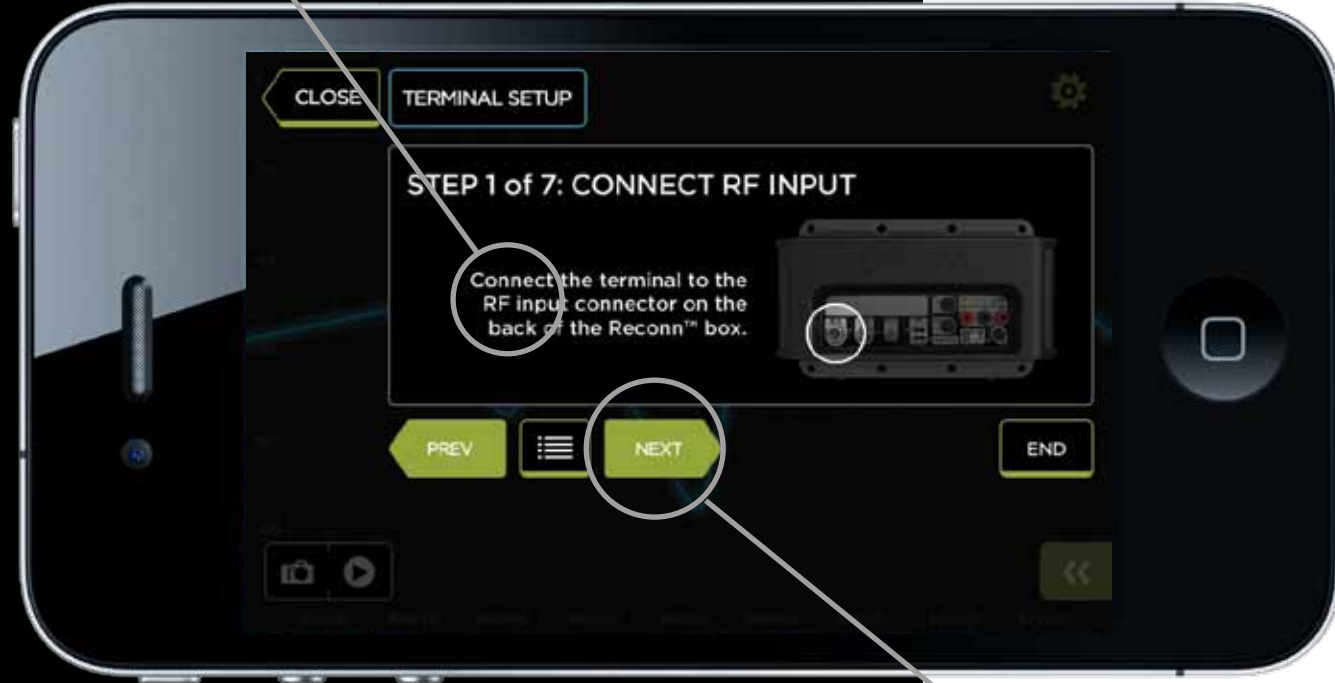 CLOSE
TERMINAL SETUP
STEP 1 of 7: CONNECT RF INPUT
Connect the terminal to the
RF input connector on the
back of the Reconn™ box.
PREV
NEXT
END